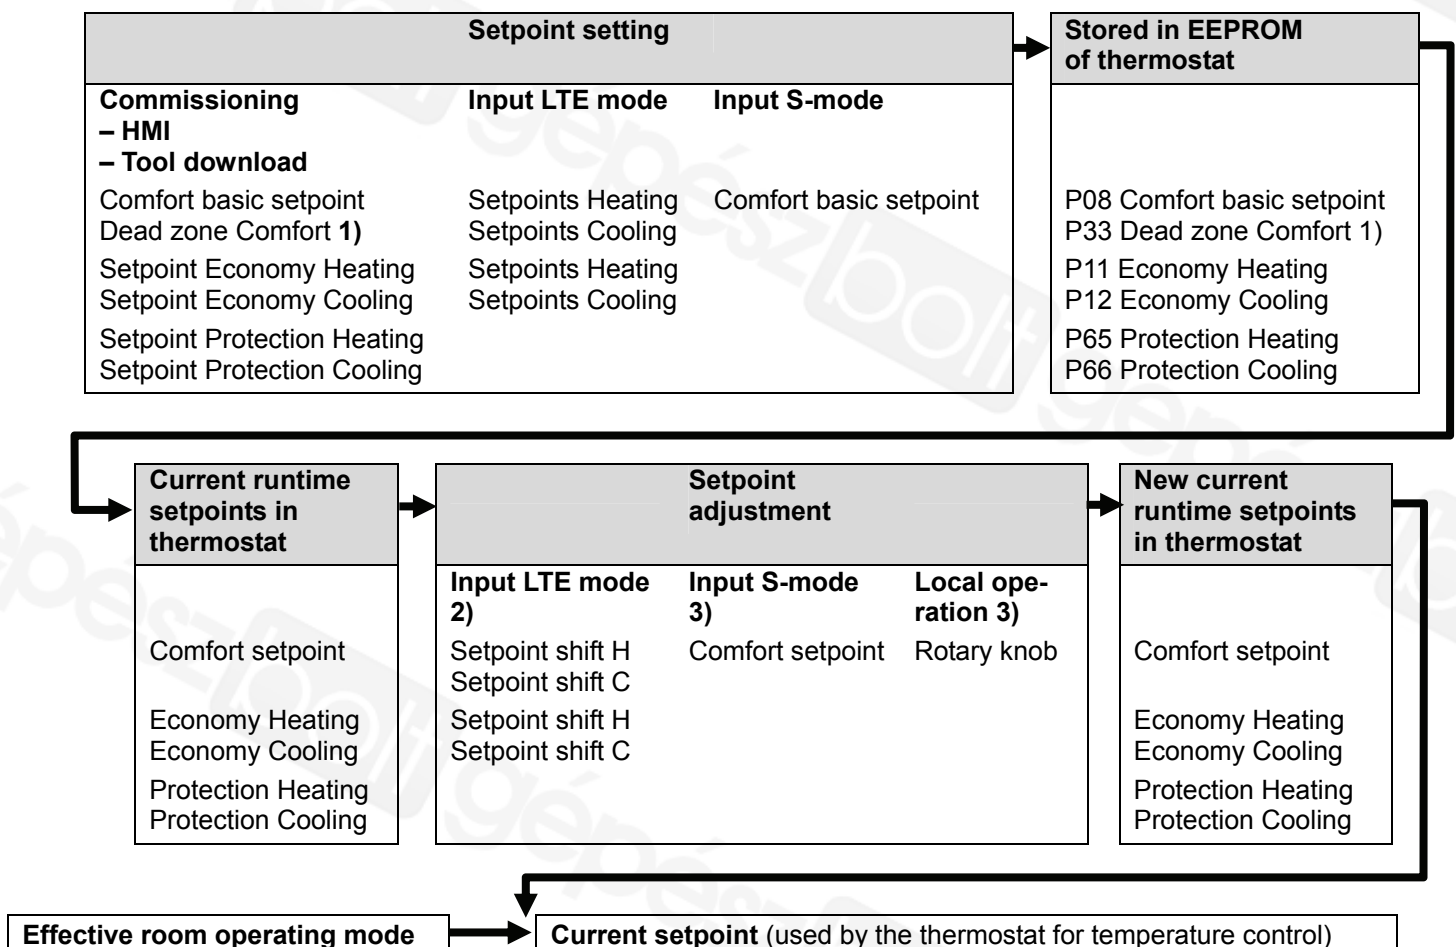 Setpoint setting
Stored in EEPROM
of thermostat
Commissioning
– HMI
– Tool download
Input LTE mode
Input S-mode
Comfort basic setpoint
Dead zone Comfort 1)
Setpoints Heating
Setpoints Cooling
Comfort basic setpoint
P08 Comfort basic setpoint
P33 Dead zone Comfort 1)
Setpoint Economy Heating
Setpoint Economy Cooling
Setpoints Heating
Setpoints Cooling
P11 Economy Heating
P12 Economy Cooling
Setpoint Protection Heating
Setpoint Protection Cooling
P65 Protection Heating
P66 Protection Cooling
Current runtime
setpoints in
thermostat
Setpoint
adjustment
New current
runtime setpoints
in thermostat
Input LTE mode
2)
Input S-mode
3)
Local ope-
ration 3)
Comfort setpoint
Setpoint shift H
Setpoint shift C
Comfort setpoint
Rotary knob
Comfort setpoint
Economy Heating
Economy Cooling
Setpoint shift H
Setpoint shift C
Economy Heating
Economy Cooling
Protection Heating
Protection Cooling
Protection Heating
Protection Cooling
Effective room operating mode
Current setpoint (used by the thermostat for temperature control)
gépészbolt